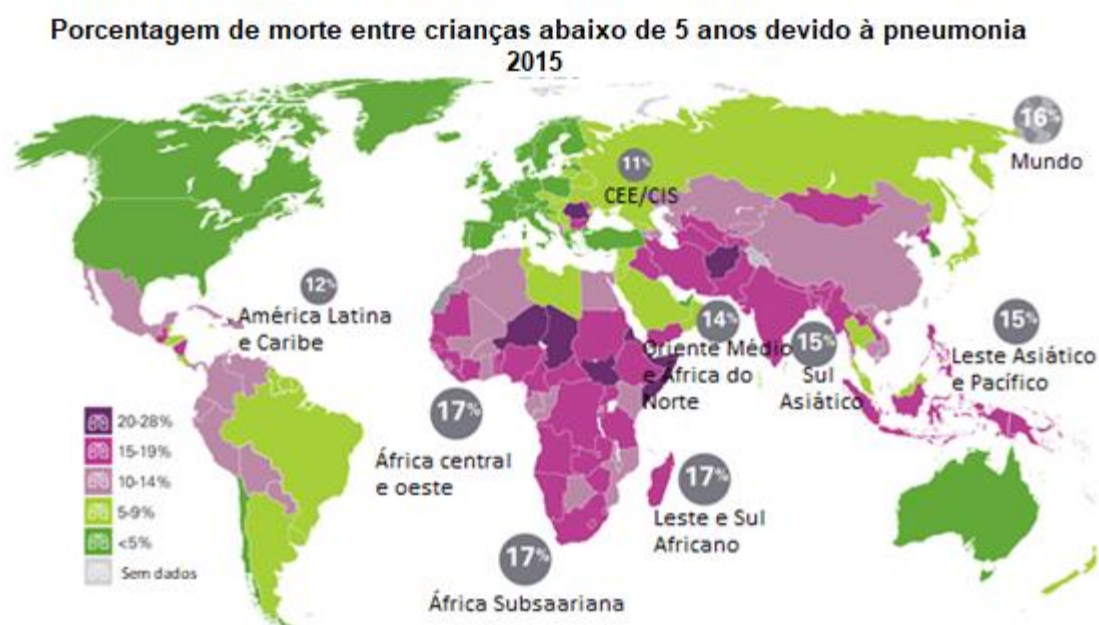 Porcentagem de morte entre crianças abaixo de 5 anos devido à pneumonia
2015
16%
Mundo
11%
CEE/CIS
12%
América Latina
e Caribe
14%
Oriente Médio
e África do
Norte
15%
Sul
Asiático
15%
Leste Asiático
e Pacífico
17%
África central
e oeste
17%
Leste e Sul
Africano
17%
África Subsaariana
20-28%
15-19%
10-14%
5-9%
<5%
Sem dados